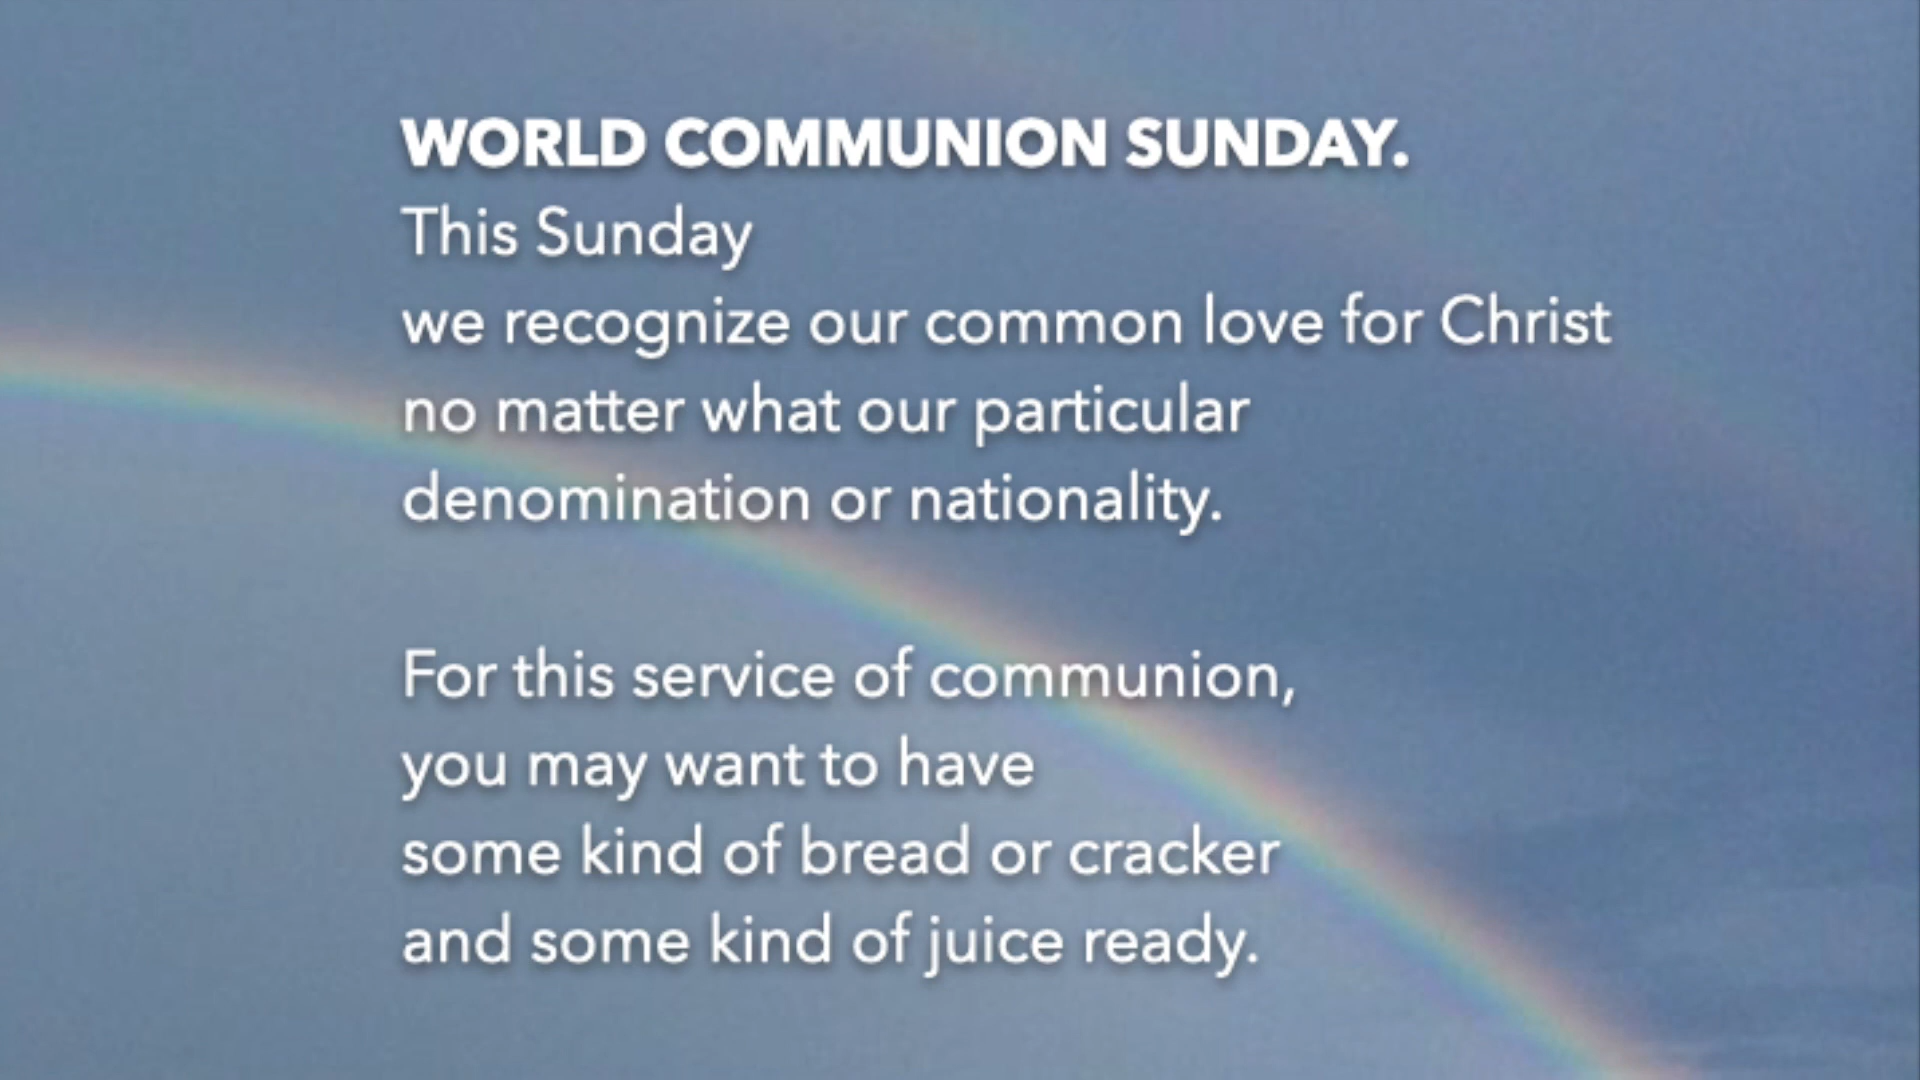 WORLD COMMUNION SUNDAY.
This Sunday
we recognize our common love for Christ
no matter what our particular
denomination or nationality.
For this service of communion,
you may want to have
some kind of bread or cracker
and some kind of juice ready.